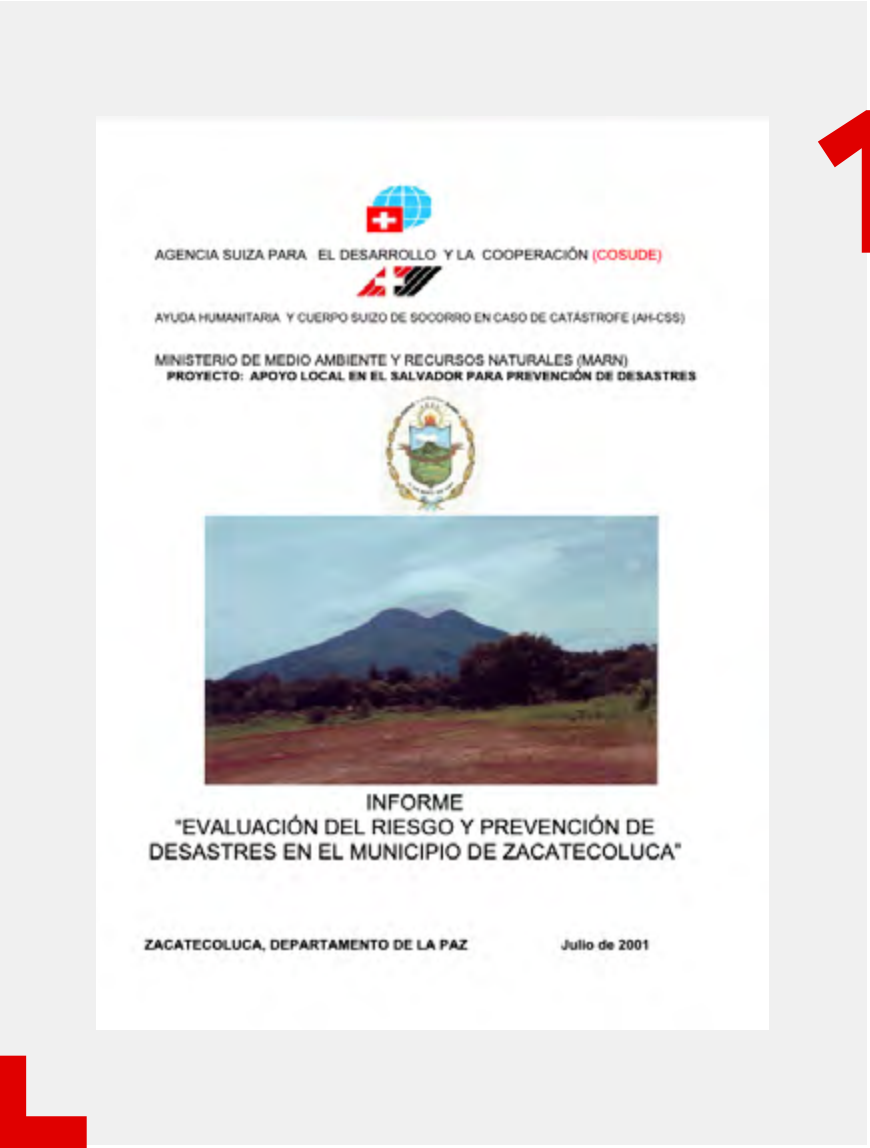 1
AGENCIA SUIZA PARA EL DESARROLLO Y LA COOPERACIÓN (COSUDE)
AYUDA HUMANITARIA Y CUERPO SUIZO DE SOCORRO EN CASO DE CATÁSTROFE (AH-CSS)
MINISTERIO DE MEDIO AMBIENTE Y RECURSOS NATURALES (MARN)
PROYECTO: APOYO LOCAL EN EL SALVADOR PARA PREVENCIÓN DE DESASTRES
INFORME
"EVALUACIÓN DEL RIESGO Y PREVENCIÓN DE
DESASTRES EN EL MUNICIPIO DE ZACATECOLUCA"
ZACATECOLUCA, DEPARTAMENTO DE LA PAZ Julio de 2001